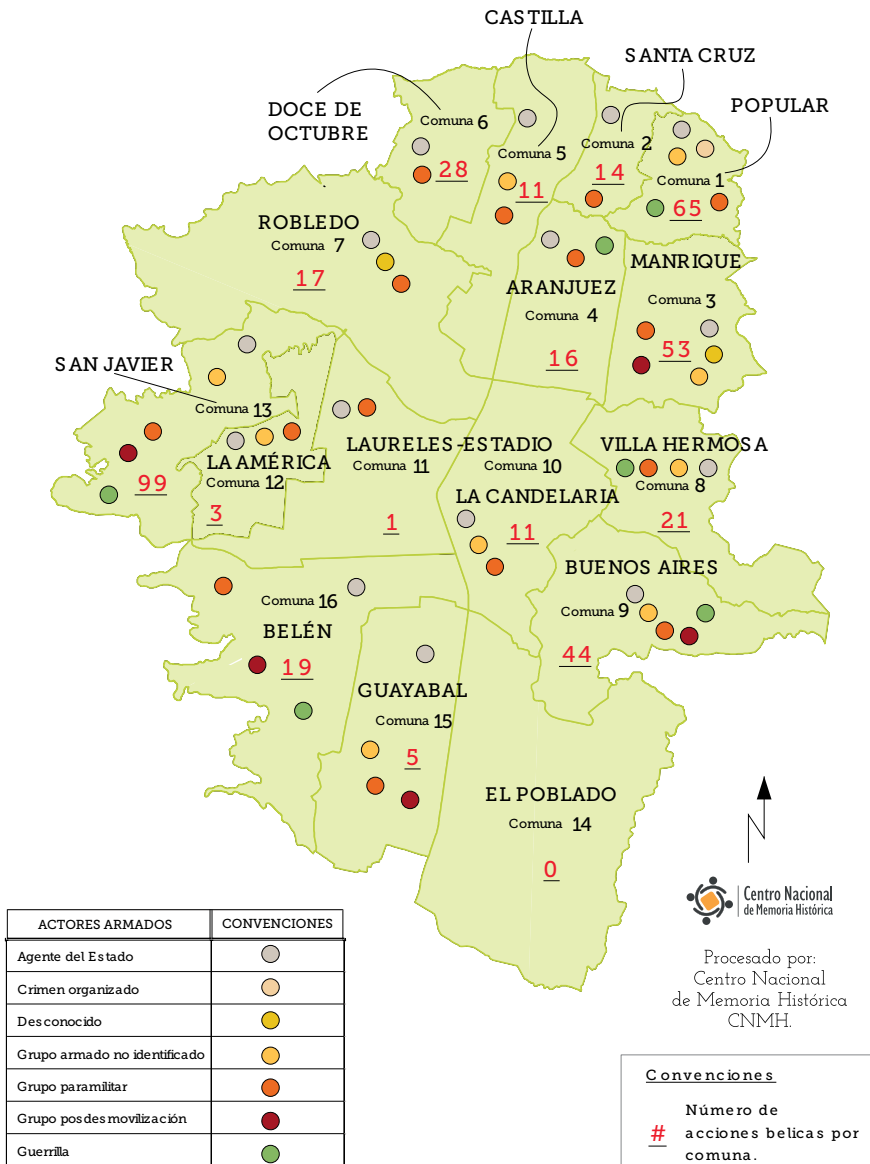 CASTILLA
SANTA CRUZ
DOCE DE
OCTUBRE
POPULAR
Comuna 6
28
Comuna 5
11
Comuna 2
14
Comuna 1
65
ROBLEDO
Comuna 7
17
ARANJUEZ
Comuna 4
16
MANRIQUE
Comuna 3
53
SAN JAVIER
Comuna 13
99
LA AMÉRICA
Comuna 12
3
LAURELES-ESTADIO
Comuna 11
1
Comuna 10
LA CANDELARIA
11
VILLA HERMOSA
Comuna 8
21
BUENOS AIRES
Comuna 9
44
Comuna 16
BELÉN
19
GUAYABAL
Comuna 15
5
EL POBLADO
Comuna 14
0
N
Centro Nacional
de Memoria Histórica
Procesado por:
Centro Nacional
de Memoria Histórica
CNMH.
ACTORES ARMADOS CONVENCIONES
Agente del Estado
Crimen organizado
Desconocido
Grupo armado no identificado
Grupo paramilitar
Grupo posdesmovilización
Guerrilla
Convenciones
# Número de
acciones belicas por
comuna.